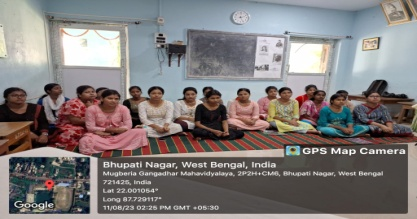 GPS Map Camera
Bhupati Nagar, West Bengal, India
Mugberia Gangadhar Mahavidyalaya, 2P2H+CM6, Bhupati Nagar, West Bengal
721425, India
Lat 22.001054°
Long 87.729117°
11/08/23 02:25 PM GMT +05:30
Google